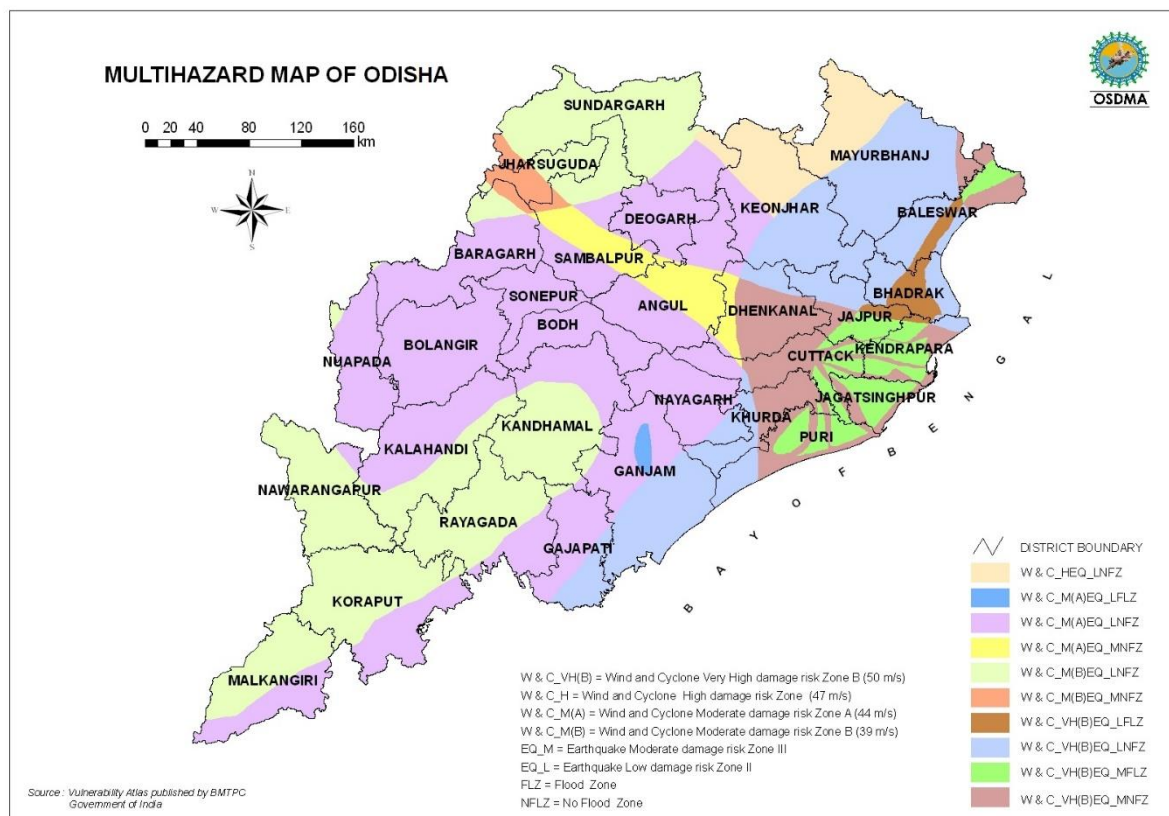 MULTIHAZARD MAP OF ODISHA
0 20 40 80 120 160
km
N
W E
S
OSDMA
SUNDARGARH
JHARSUGUDA
MAYURBHANJ
KEONJHAR
DEOGARH
BALESWAR
BARAGARH
SAMBALPUR
SONEPUR
ANGUL
DHENKANAL
BHADRAK
JAJPUR
BODH
BOLANGIR
NUAPADA
CUTTACK
KENDRAPARA
NAYAGARH
JAGATSINGHPUR
KHURDA
KANDHAMAL
PURI
KALAHANDI
GANJAM
NAWARANGAPUR
RAYAGADA
GAJAPATI
KORAPUT
MALKANGIRI
BAY OF BENGAL
DISTRICT BOUNDARY
W & C_HEQ_LNFZ
W & C_M(A)EQ_LFLZ
W & C_M(A)EQ_LNFZ
W & C_M(A)EQ_MNFZ
W & C_M(B)EQ_LNFZ
W & C_M(B)EQ_MNFZ
W & C_VH(B)EQ_LFLZ
W & C_VH(B)EQ_LNFZ
W & C_VH(B)EQ_MFLZ
W & C_VH(B)EQ_MNFZ
W & C_VH(B) = Wind and Cyclone Very High damage risk Zone B (50 m/s)
W & C_H = Wind and Cyclone High damage risk Zone (47 m/s)
W & C_M(A) = Wind and Cyclone Moderate damage risk Zone A (44 m/s)
W & C_M(B) = Wind and Cyclone Moderate damage risk Zone B (39 m/s)
EQ_M = Earthquake Moderate damage risk Zone III
EQ_L = Earthquake Low damage risk Zone II
FLZ = Flood Zone
NFLZ = No Flood Zone
Source : Vulnerability Atlas published by BMTPC
Government of India